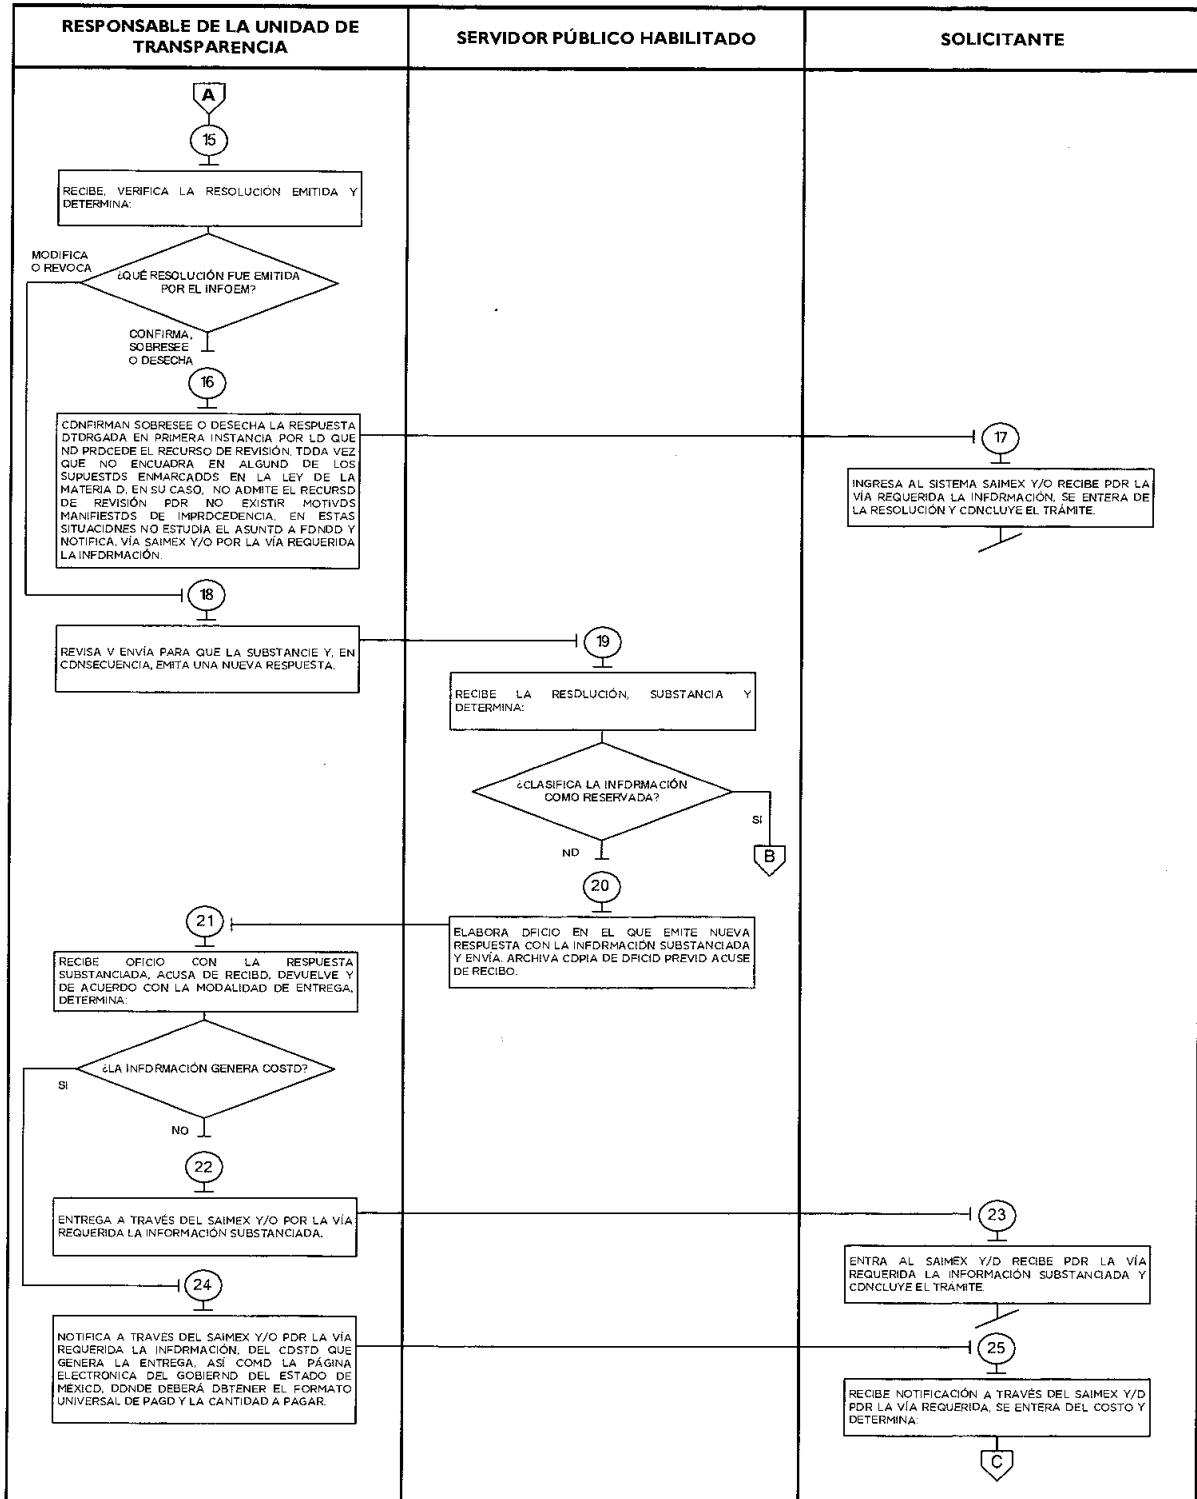 RESPONSABLE DE LA UNIDAD DE
TRANSPARENCIA
SERVIDOR PÚBLICO HABILITADO
SOLICITANTE
A
15
RECIBE, VERIFICA LA RESOLUCIÓN EMITIDA Y
DETERMINA:
MODIFICA
O REVOCA
¿QUÉ RESOLUCIÓN FUE EMITIDA
POR EL INFOEM?
CONFIRMA,
SOBRESEE
O DESECHA
16
CDNFIRMAN SOBRESEE O DESECHA LA RESPUESTA
DTDRGADA EN PRIMERA INSTANCIA POR LD QUE
ND PRDCEDE EL RECURSO DE REVISIÓN, TDDA VEZ
QUE NO ENCUADRA EN ALGUND DE LOS
SUPUESTDS ENMARCADDS EN LA LEY DE LA
MATERIA D, EN SU CASO, NO ADMITE EL RECURSD
DE REVISIÓN PDR NO EXISTIR MOTIVDS
MANIFIESTDS DE IMPRDCEDENCIA, EN ESTAS
SITUACIDNES NO ESTUDIA EL ASUNTD A FDNDD Y
NOTIFICA, VÍA SAIMEX Y/O POR LA VÍA REQUERIDA
LA INFDRMACIÓN.
17
INGRESA AL SISTEMA SAIMEX Y/O RECIBE PDR LA
VÍA REQUERIDA LA INFDRMACIÓN, SE ENTERA DE
LA RESOLUCIÓN Y CDNCLUYE EL TRÁMITE.
18
REVISA V ENVÍA PARA QUE LA SUBSTANCIE Y, EN
CDNSECUENCIA, EMITA UNA NUEVA RESPUESTA.
19
RECIBE LA RESDLUCIÓN, SUBSTANCIA Y
DETERMINA:
¿CLASIFICA LA INFDRMACIÓN
COMO RESERVADA?
SI
B
ND
20
ELABORA DFICIO EN EL QUE EMITE NUEVA
RESPUESTA CON LA INFDRMACIÓN SUBSTANCIADA
Y ENVÍA. ARCHIVA CDPIA DE DFICID PREVID ACUSE
DE RECIBO.
21
RECIBE OFICIO CON LA RESPUESTA
SUBSTANCIADA, ACUSA DE RECIBD, DEVUELVE Y
DE ACUERDO CON LA MODALIDAD DE ENTREGA,
DETERMINA:
¿LA INFDRMACIÓN GENERA COSTD?
SI
NO
22
ENTREGA A TRAVÉS DEL SAIMEX Y/O POR LA VÍA
REQUERIDA LA INFORMACIÓN SUBSTANCIADA.
23
ENTRA AL SAIMEX Y/D RECIBE PDR LA VÍA
REQUERIDA LA INFORMACIÓN SUBSTANCIADA Y
CDNCLUYE EL TRÁMITE.
24
NOTIFICA A TRAVÉS DEL SAIMEX Y/O PDR LA VÍA
REQUERIDA LA INFDRMACIÓN, DEL CDSTD QUE
GENERA LA ENTREGA, ASÍ COMD LA PÁGINA
ELECTRONICA DEL GOBIERND DEL ESTADO DE
MÉXICD, DDNDE DEBERÁ DBTENER EL FORMATO
UNIVERSAL DE PAGD Y LA CANTIDAD A PAGAR.
25
RECIBE NOTIFICACIÓN A TRAVÉS DEL SAIMEX Y/D
PDR LA VÍA REQUERIDA, SE ENTERA DEL COSTO Y
DETERMINA:
C